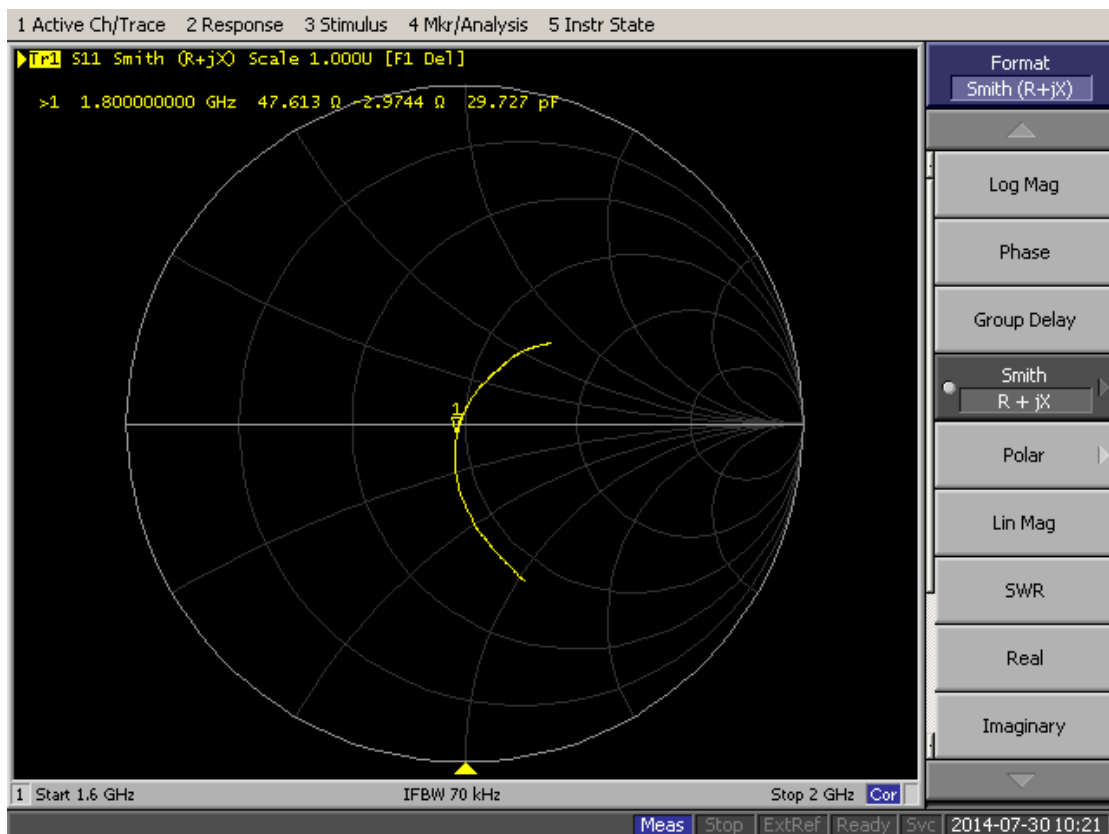 1 Active Ch/Trace 2 Response 3 Stimulus 4 Mkr/Analysis 5 Instr State
Tr1 S11 Smith (R+jX) Scale 1.000U [F1 Del]
>1 1.800000000 GHz 47.613 Ω -2.9744 Ω 29.727 pF
1
Format
Smith (R+jX)
Log Mag
Phase
Group Delay
Smith
R + jX
Polar
Lin Mag
SWR
Real
Imaginary
1 Start 1.6 GHz IFBW 70 kHz Stop 2 GHz Cor
Meas Stop ExtRef Ready Svc 2014-07-30 10:21